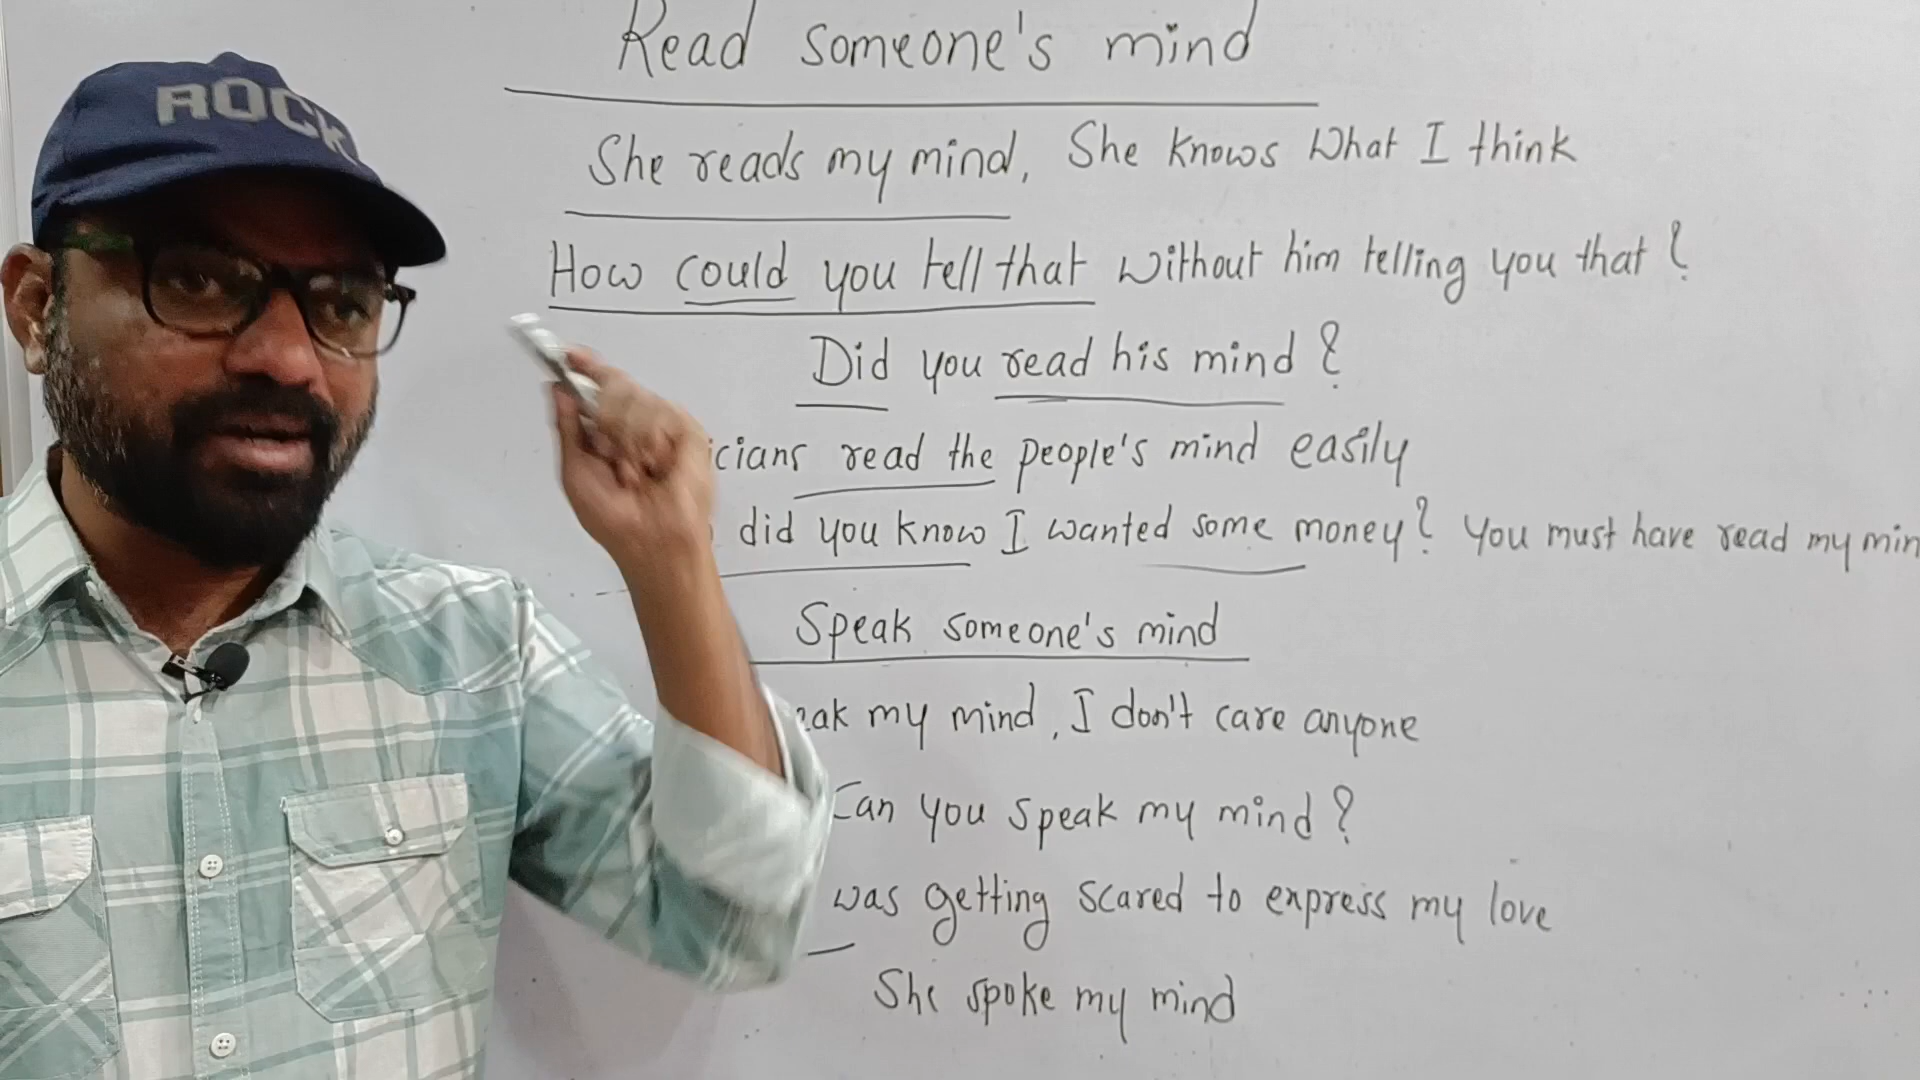 ROCK
Read someone's mind
She reads my mind, She knows what I think
How could you tell that without him telling you that?
Did you read his mind?
icians read the people's mind easily
did you know I wanted some money? You must have read my min
Speak someone's mind
eak my mind, I don't care anyone
Can you speak my mind?
was getting scared to express my love
She spoke my mind